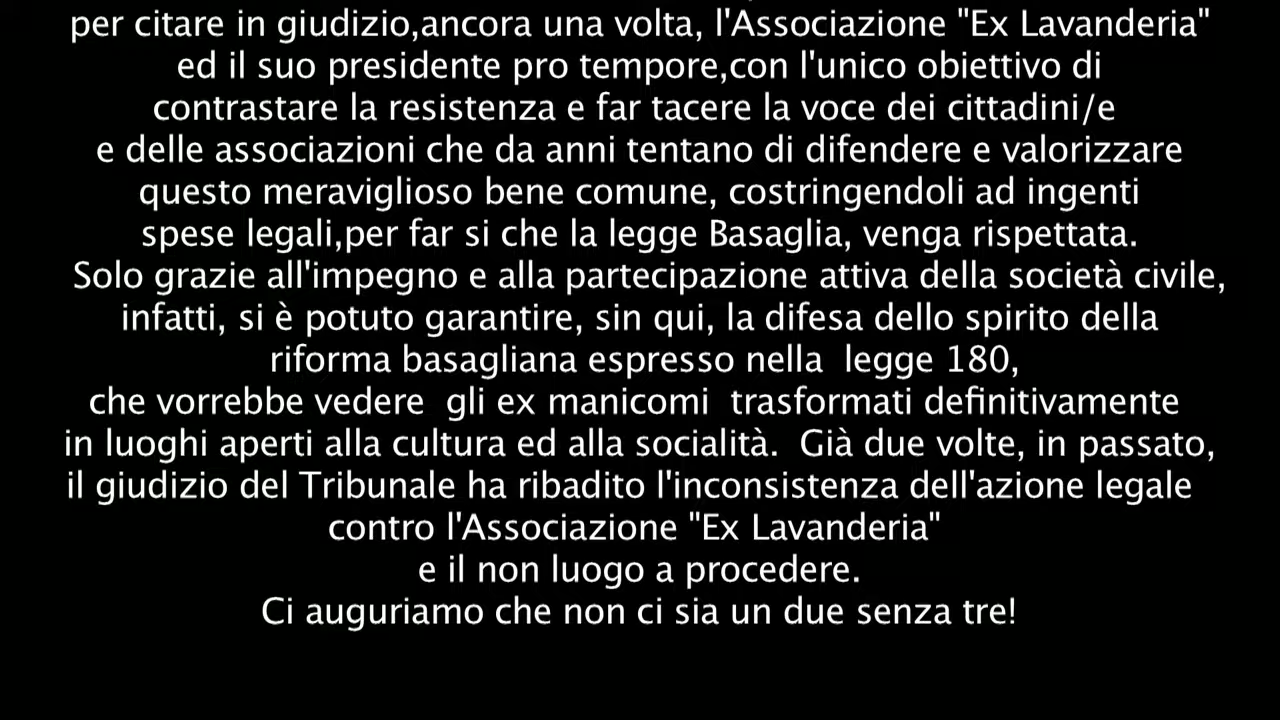 per citare in giudizio,ancora una volta, l'Associazione "Ex Lavanderia"
ed il suo presidente pro tempore,con l'unico obiettivo di
contrastare la resistenza e far tacere la voce dei cittadini/e
e delle associazioni che da anni tentano di difendere e valorizzare
questo meraviglioso bene comune, costringendoli ad ingenti
spese legali,per far si che la legge Basaglia, venga rispettata.
Solo grazie all'impegno e alla partecipazione attiva della società civile,
infatti, si è potuto garantire, sin qui, la difesa dello spirito della
riforma basagliana espresso nella  legge 180,
che vorrebbe vedere  gli ex manicomi  trasformati definitivamente
in luoghi aperti alla cultura ed alla socialità.  Già due volte, in passato,
il giudizio del Tribunale ha ribadito l'inconsistenza dell'azione legale
contro l'Associazione "Ex Lavanderia"
e il non luogo a procedere.
Ci auguriamo che non ci sia un due senza tre!